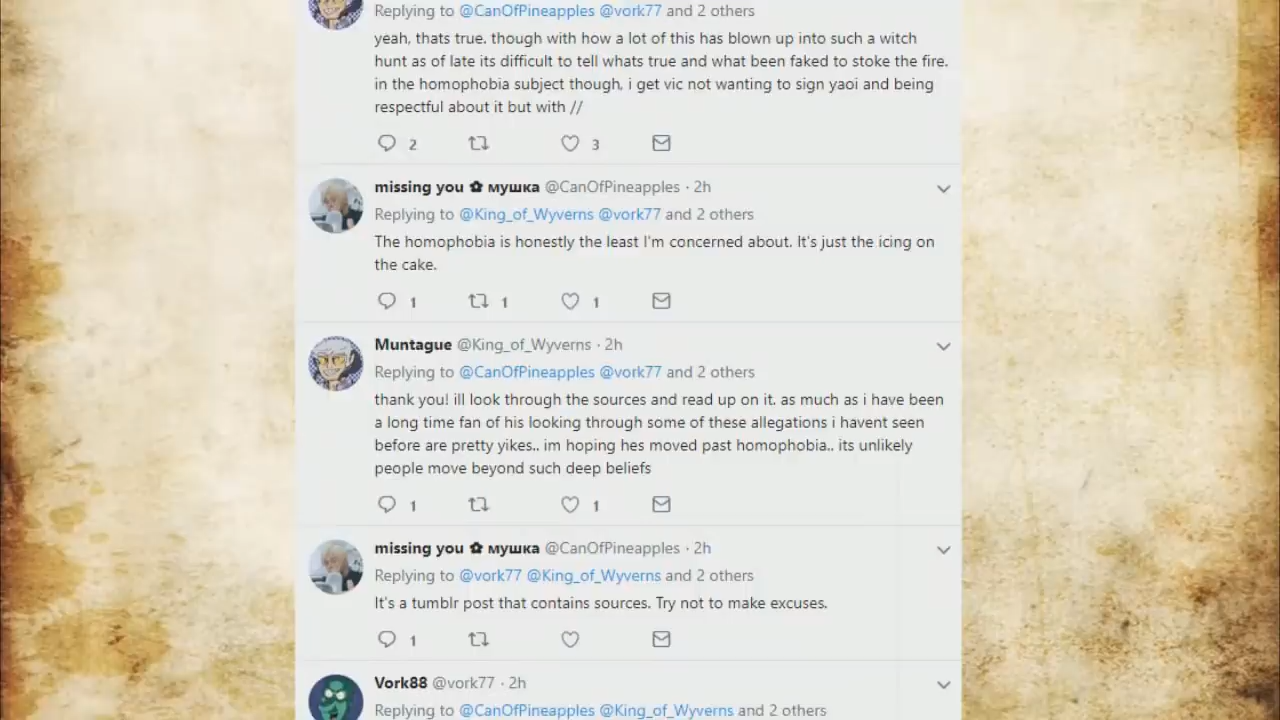 Replying to @CanOfPineapples @vork77 and 2 others
yeah, thats true. though with how a lot of this has blown up into such a witch
hunt as of late its difficult to tell whats true and what been faked to stoke the fire.
in the homophobia subject though, i get vic not wanting to sign yaoi and being
respectful about it but with //
2 3
missing you ✿ мушка @CanOfPineapples · 2h
Replying to @King_of_Wyverns @vork77 and 2 others
The homophobia is honestly the least I'm concerned about. It's just the icing on
the cake.
1 1 1
Muntague @King_of_Wyverns · 2h
Replying to @CanOfPineapples @vork77 and 2 others
thank you! ill look through the sources and read up on it. as much as i have been
a long time fan of his looking through some of these allegations i havent seen
before are pretty yikes.. im hoping hes moved past homophobia.. its unlikely
people move beyond such deep beliefs
1 1
missing you ✿ мушка @CanOfPineapples · 2h
Replying to @vork77 @King_of_Wyverns and 2 others
It's a tumblr post that contains sources. Try not to make excuses.
1
Vork88 @vork77 · 2h
Replying to @CanOfPineapples @King_of_Wyverns and 2 others